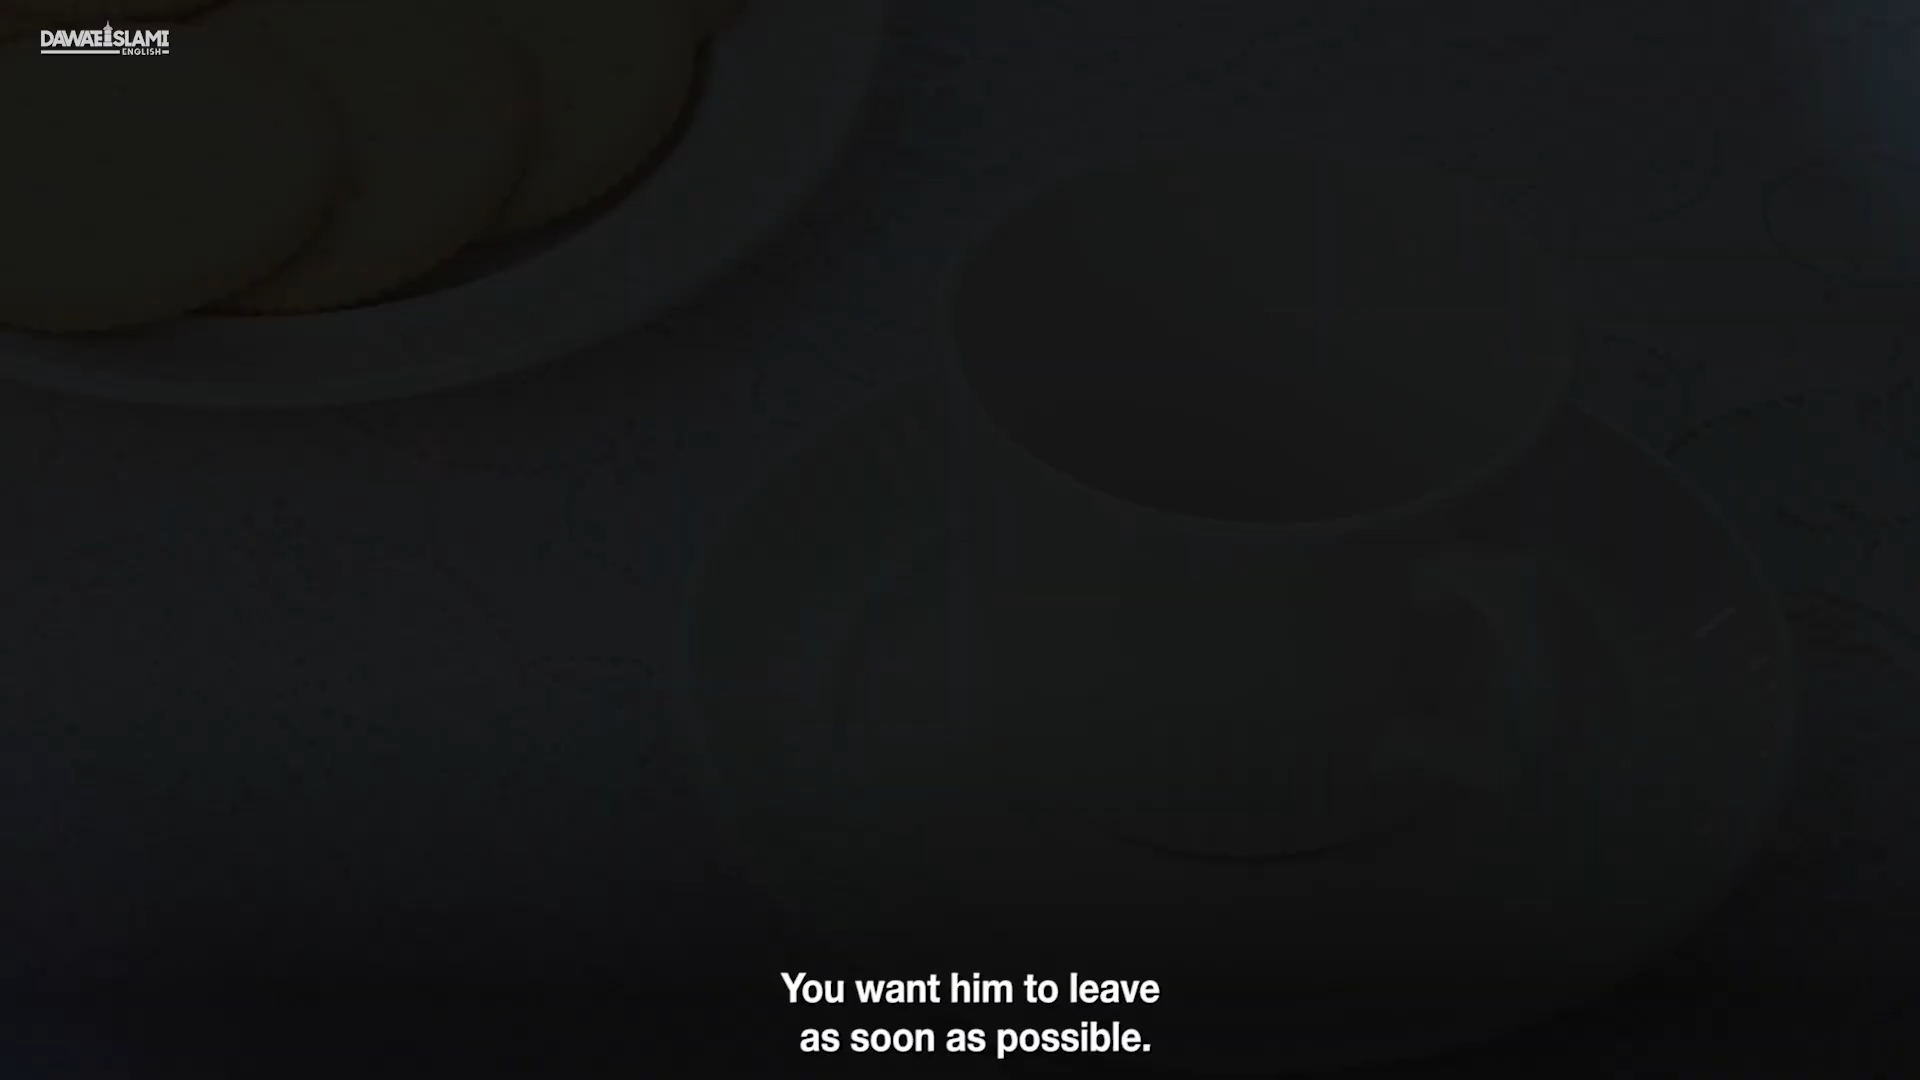 DAWATEISLAMI
ENGLISH
You want him to leave
as soon as possible.